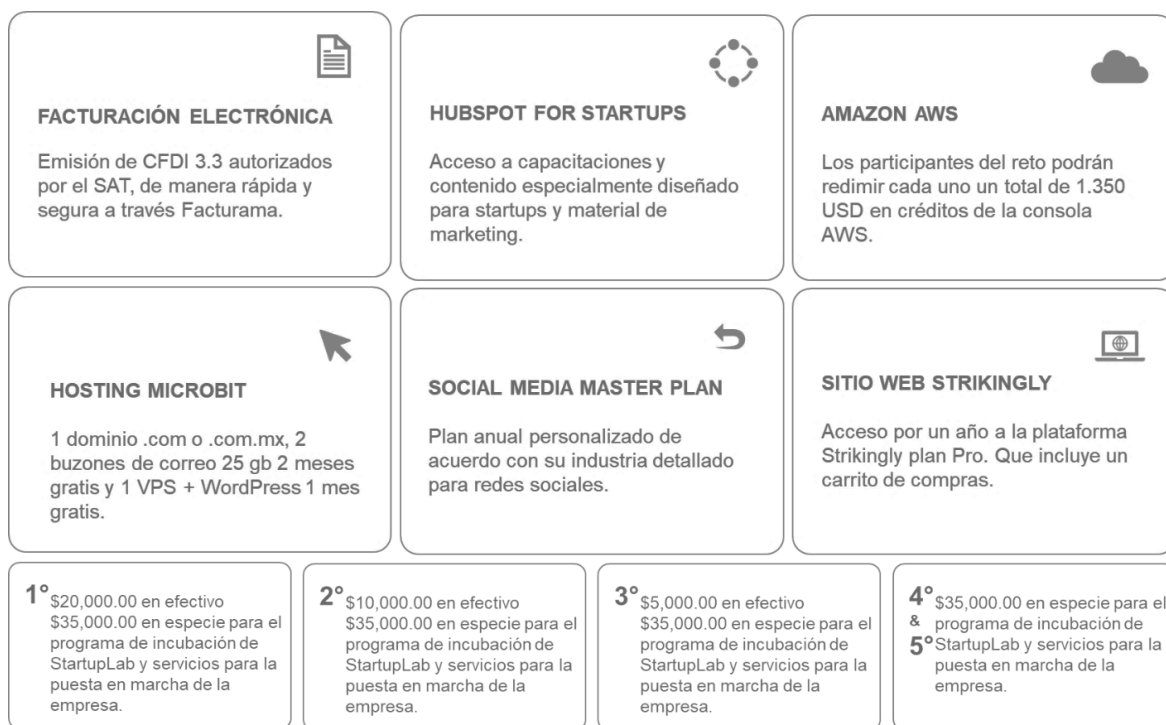 FACTURACIÓN ELECTRÓNICA
Emisión de CFDI 3.3 autorizados
por el SAT, de manera rápida y
segura a través Facturama.
HUBSPOT FOR STARTUPS
Acceso a capacitaciones y
contenido especialmente diseñado
para startups y material de
marketing.
AMAZON AWS
Los participantes del reto podrán
redimir cada uno un total de 1.350
USD en créditos de la consola
AWS.
HOSTING MICROBIT
1 dominio .com o .com.mx, 2
buzones de correo 25 gb 2 meses
gratis y 1 VPS + WordPress 1 mes
gratis.
SOCIAL MEDIA MASTER PLAN
Plan anual personalizado de
acuerdo con su industria detallado
para redes sociales.
SITIO WEB STRIKINGLY
Acceso por un año a la plataforma
Strikingly plan Pro. Que incluye un
carrito de compras.
1° $20,000.00 en efectivo
$35,000.00 en especie para el
programa de incubación de
StartupLab y servicios para la
puesta en marcha de la
empresa.
2° $10,000.00 en efectivo
$35,000.00 en especie para el
programa de incubación de
StartupLab y servicios para la
puesta en marcha de la
empresa.
3° $5,000.00 en efectivo
$35,000.00 en especie para el
programa de incubación de
StartupLab y servicios para la
puesta en marcha de la
empresa.
4° $35,000.00 en especie para el
& programa de incubación de
5° StartupLab y servicios para la
puesta en marcha de la
empresa.